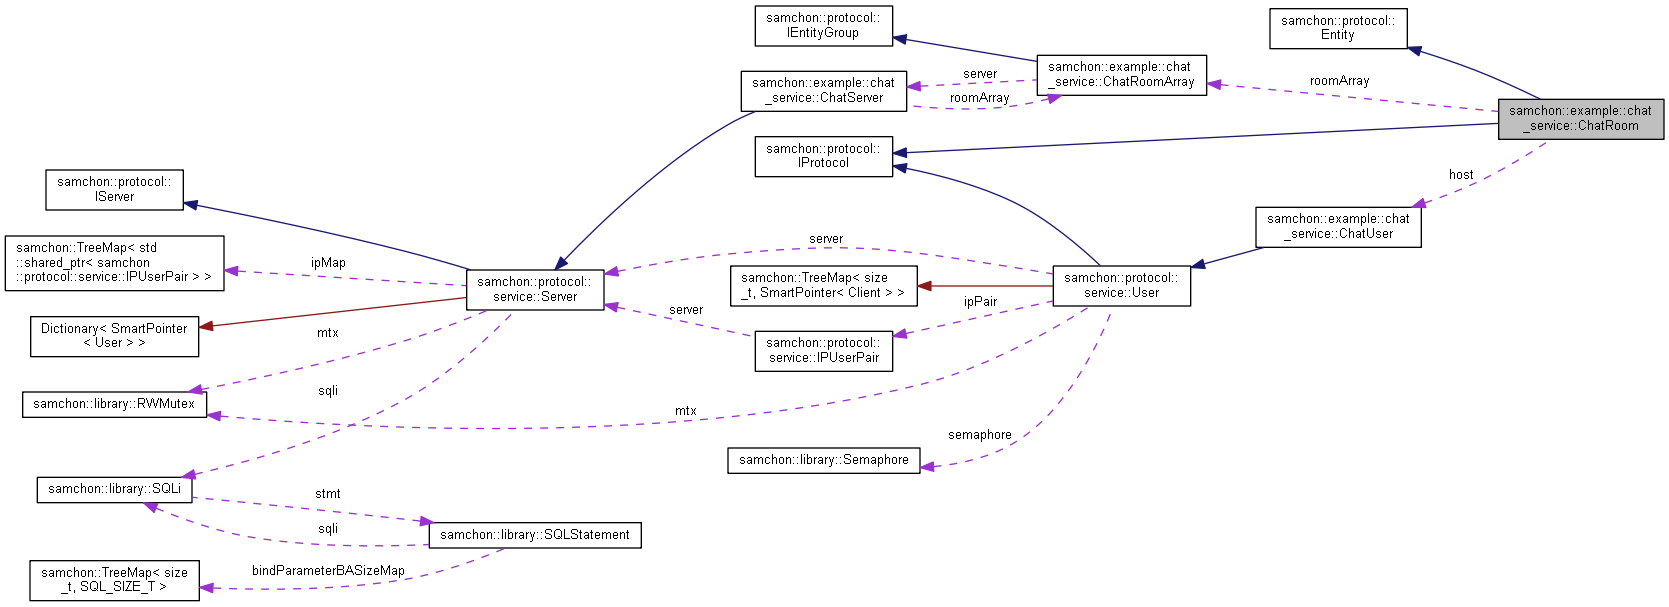 samchon::protocol::
IEntityGroup
samchon::protocol::
Entity
samchon::example::chat
_service::ChatRoomArray
server
samchon::example::chat
_service::ChatServer
roomArray
roomArray
samchon::example::chat
_service::ChatRoom
samchon::protocol::
IProtocol
host
samchon::protocol::
IServer
samchon::example::chat
_service::ChatUser
samchon::TreeMap< std
::shared_ptr< samchon
::protocol::service::IPUserPair > >
ipMap
server
samchon::protocol::
service::Server
samchon::TreeMap< size
_t, SmartPointer< Client > >
samchon::protocol::
service::User
ipPair
server
Dictionary< SmartPointer
< User > >
mtx
samchon::protocol::
service::IPUserPair
sqli
samchon::library::RWMutex
mtx
semaphore
samchon::library::Semaphore
samchon::library::SQLi
stmt
sqli
samchon::library::SQLStatement
samchon::TreeMap< size
_t, SQL_SIZE_T >
bindParameterBASizeMap